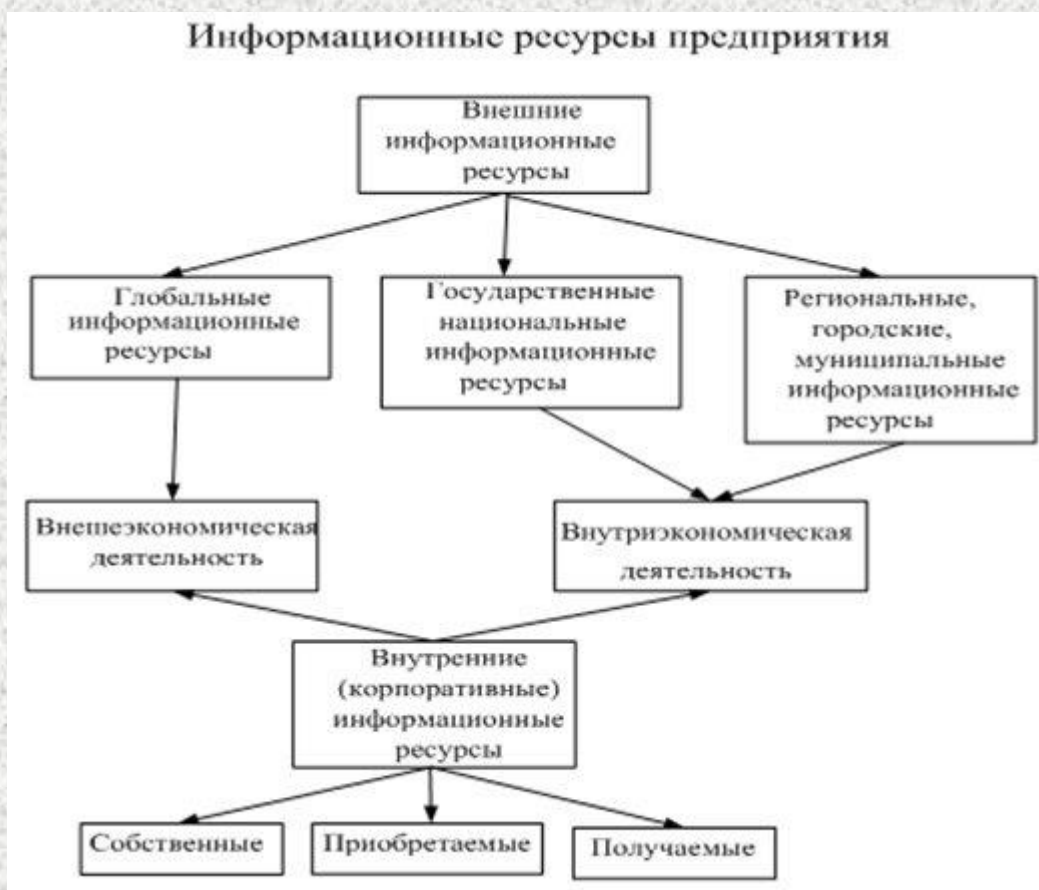 Информационные ресурсы предприятия
Внешние
информационные
ресурсы
Глобальные
информационные
ресурсы
Государственные
национальные
информационные
ресурсы
Региональные,
городские,
муниципальные
информационные
ресурсы
Внешеэкономическая
деятельность
Внутриэкономическая
деятельность
Внутренние
(корпоративные)
информационные
ресурсы
Собственные
Приобретаемые
Получаемые